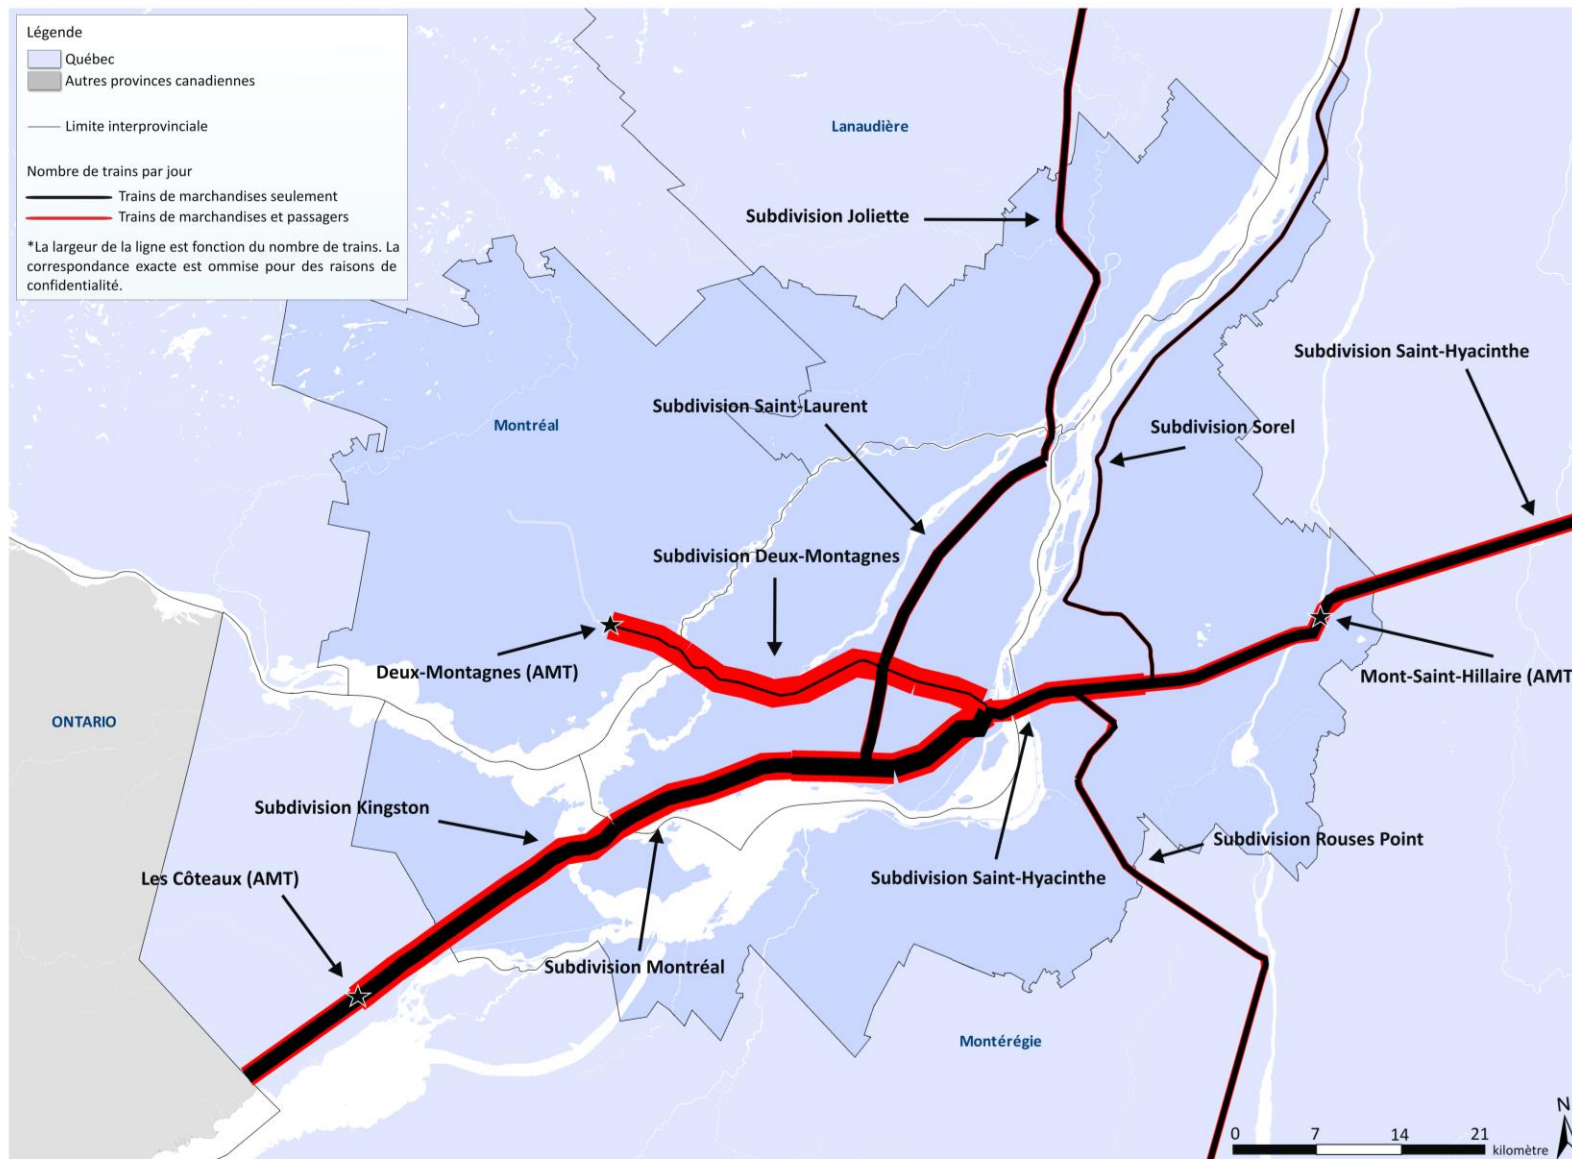 Légende
Québec
Autres provinces canadiennes
Limite interprovinciale
Nombre de trains par jour
Trains de marchandises seulement
Trains de marchandises et passagers
*La largeur de la ligne est fonction du nombre de trains. La
correspondance exacte est ommise pour des raisons de
confidentialité.
Lanaudière
Subdivision Joliette
Subdivision Saint-Hyacinthe
Subdivision Saint-Laurent
Montréal
Subdivision Sorel
Subdivision Deux-Montagnes
Deux-Montagnes (AMT)
Mont-Saint-Hillaire (AMT
ONTARIO
Subdivision Kingston
Subdivision Rouses Point
Les Côteaux (AMT)
Subdivision Saint-Hyacinthe
Subdivision Montréal
Montérégie
N
0 7 14 21
kilomètre